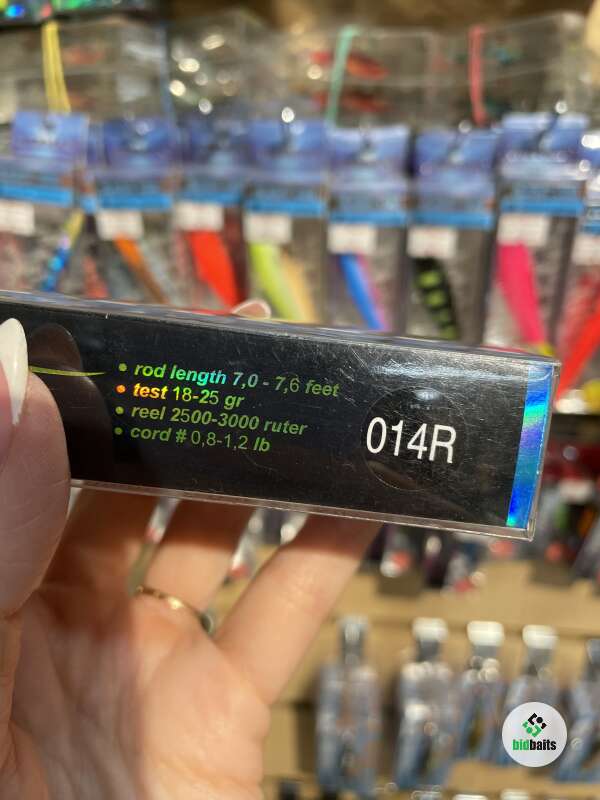 • rod length 7,0 - 7,6 feet
• test 18-25 gr
• reel 2500-3000 ruter
• cord # 0,8-1,2 lb
014R
bidbaits